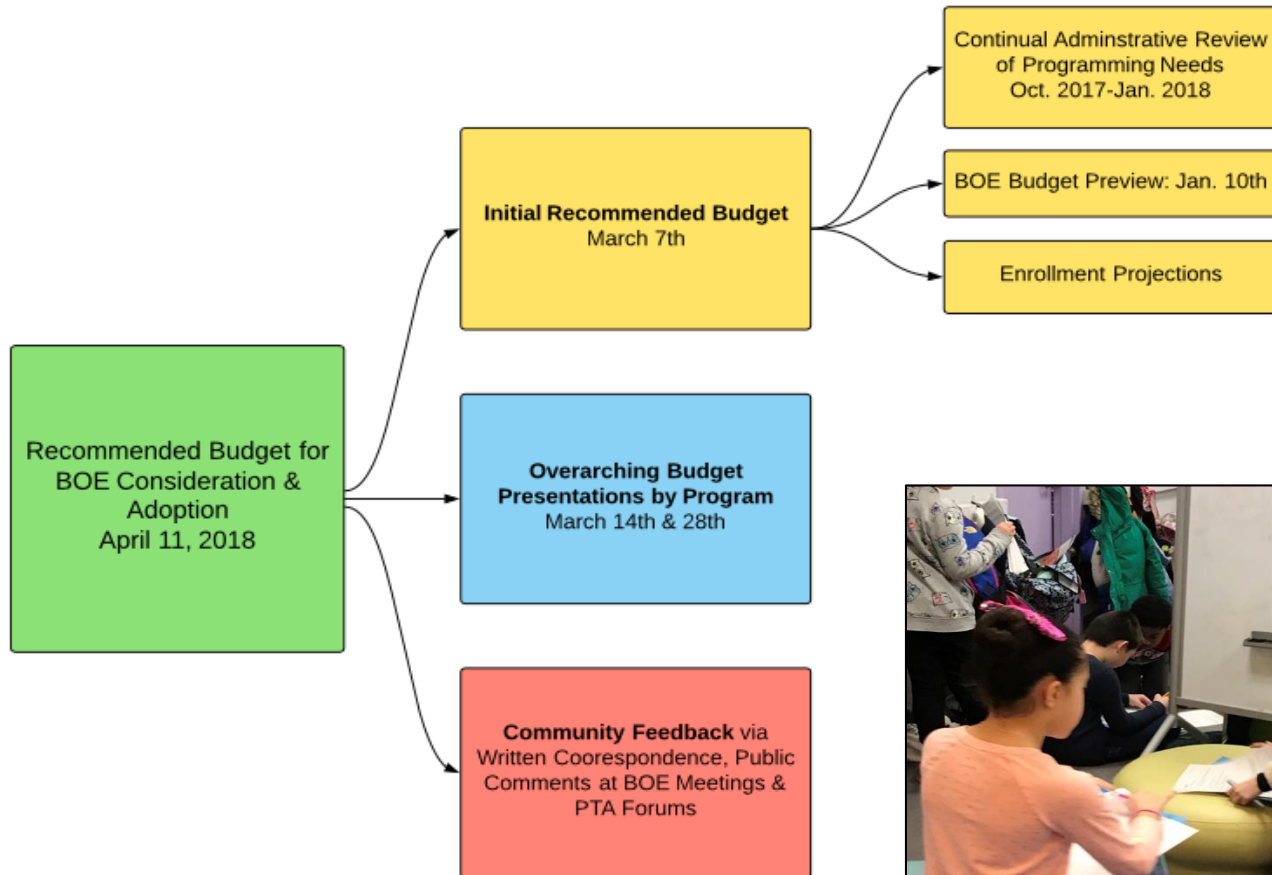 Continual Adminstrative Review
of Programming Needs
Oct. 2017-Jan. 2018
Initial Recommended Budget
March 7th
BOE Budget Preview: Jan. 10th
Enrollment Projections
Recommended Budget for
BOE Consideration &
Adoption
April 11, 2018
Overarching Budget
Presentations by Program
March 14th & 28th
Community Feedback via
Written Coorespondence, Public
Comments at BOE Meetings &
PTA Forums